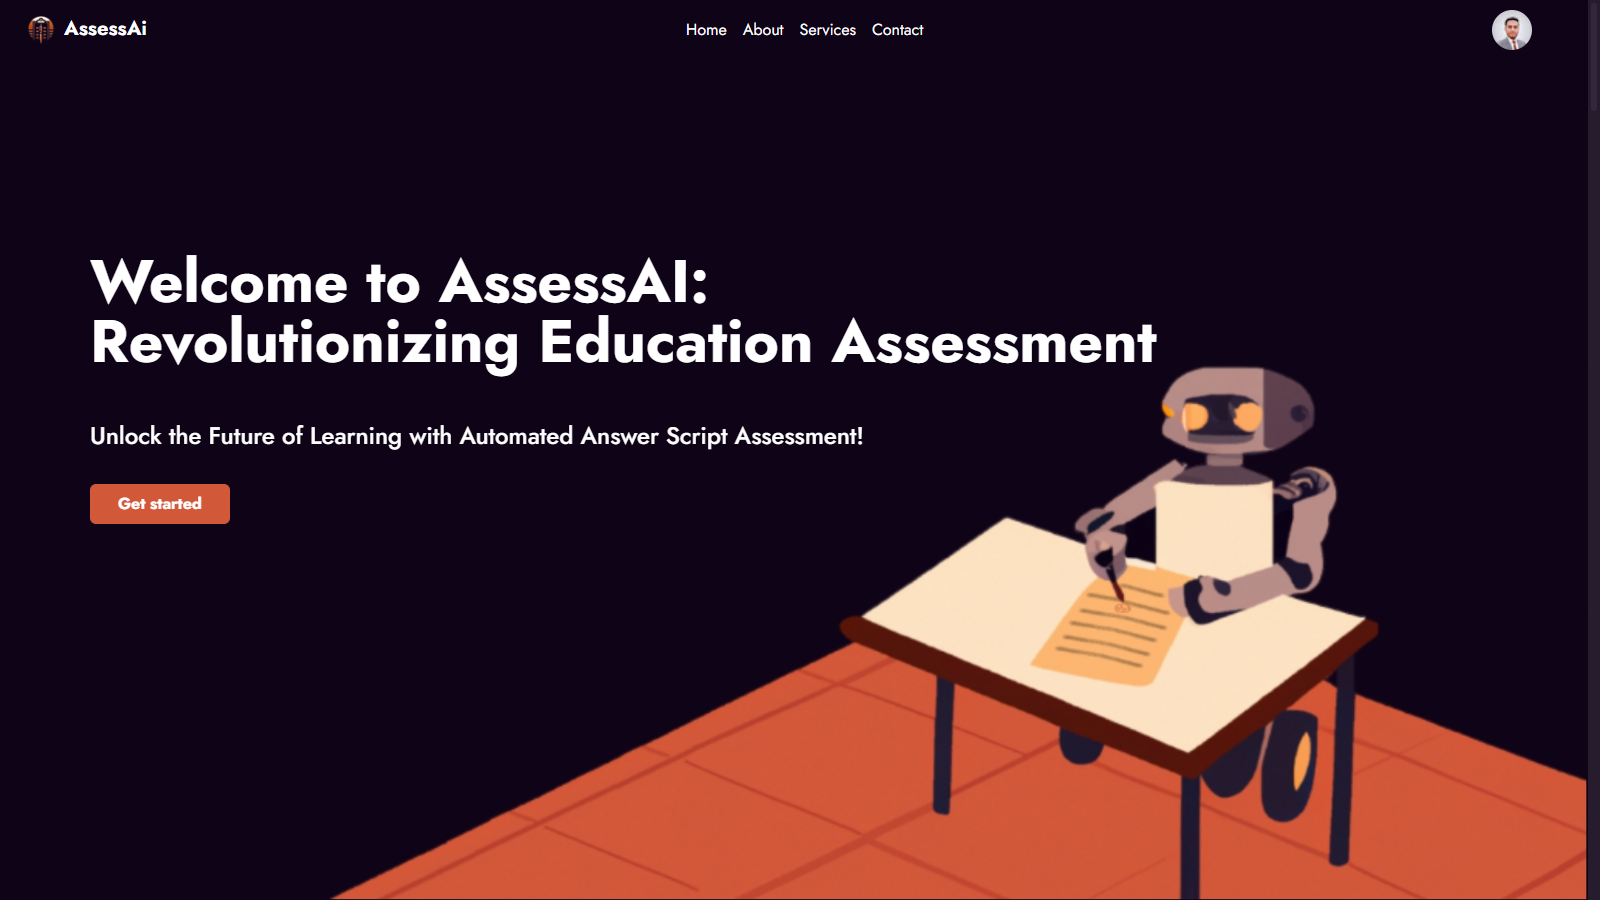 AssessAi
Home About Services Contact
Welcome to AssessAI:
Revolutionizing Education Assessment
Unlock the Future of Learning with Automated Answer Script Assessment!
Get started